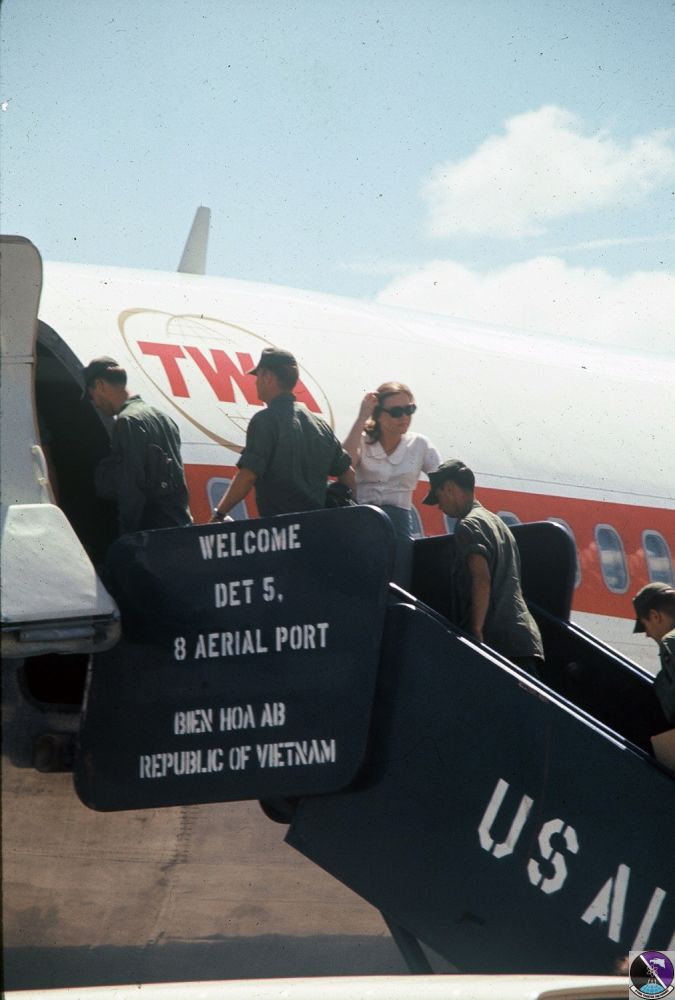 TWA
WELCOME
DET 5,
8 AERIAL PORT
BIEN HOA AB
REPUBLIC OF VIETNAM
US AI